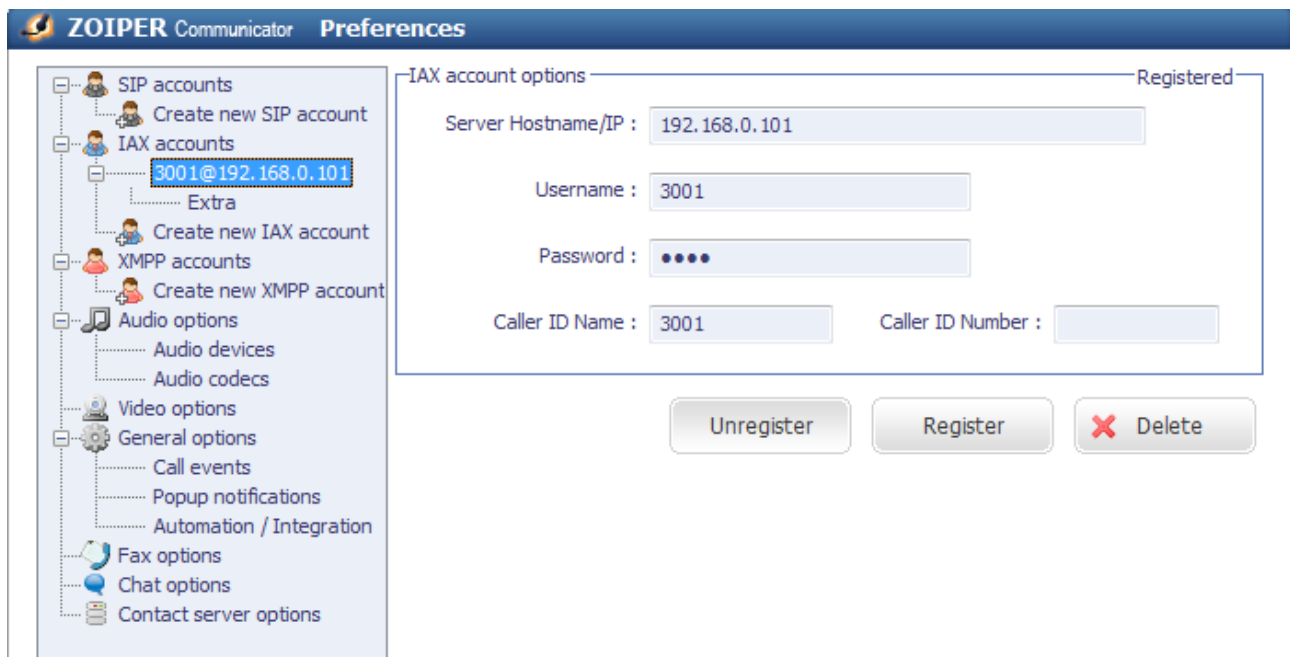 ZOIPER Communicator Preferences
SIP accounts
Create new SIP account
IAX accounts
3001@192.168.0.101
Extra
Create new IAX account
XMPP accounts
Create new XMPP account
Audio options
Audio devices
Audio codecs
Video options
General options
Call events
Popup notifications
Automation / Integration
Fax options
Chat options
Contact server options
IAX account options Registered
Server Hostname/IP : 192.168.0.101
Username : 3001
Password : ●●●●
Caller ID Name : 3001 Caller ID Number :
Unregister Register Delete